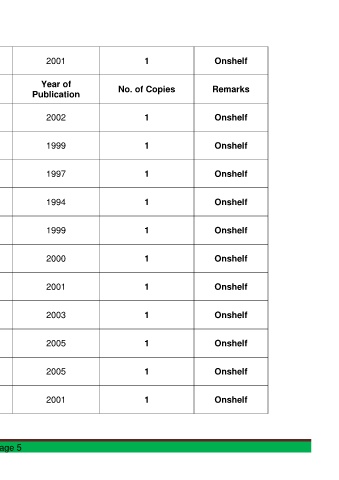 2001 1 Onshelf
Year of Publication No. of Copies Remarks
2002 1 Onshelf
1999 1 Onshelf
1997 1 Onshelf
1994 1 Onshelf
1999 1 Onshelf
2000 1 Onshelf
2001 1 Onshelf
2003 1 Onshelf
2005 1 Onshelf
2005 1 Onshelf
2001 1 Onshelf
age 5